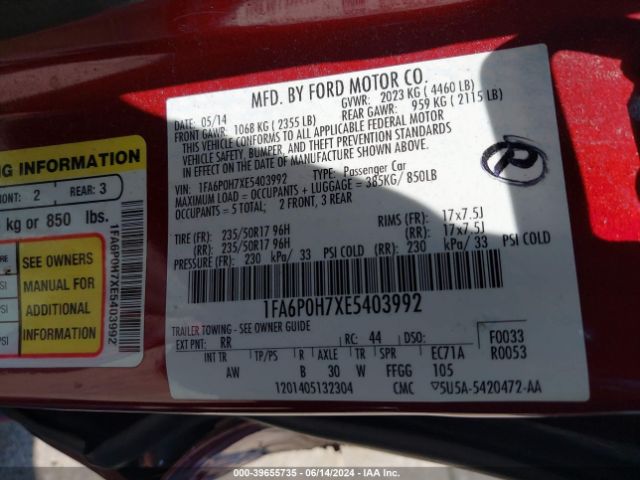 MFD. BY FORD MOTOR CO.
DATE: 05/14 GVWR: 2023 KG ( 4460 LB)
FRONT GAWR: 1068 KG ( 2355 LB) REAR GAWR: 959 KG ( 2115 LB)
THIS VEHICLE CONFORMS TO ALL APPLICABLE FEDERAL MOTOR
VEHICLE SAFETY, BUMPER, AND THEFT PREVENTION STANDARDS
IN EFFECT ON THE DATE OF MANUFACTURE SHOWN ABOVE.
VIN: 1FA6P0H7XE5403992 TYPE: Passenger Car
MAXIMUM LOAD = OCCUPANTS + LUGGAGE = 385KG/ 850LB
OCCUPANTS = 5 TOTAL; 2 FRONT, 3 REAR
TIRE (FR): 235/50R17 96H RIMS (FR): 17x7.5J
(RR): 235/50R17 96H (RR): 17x7.5J
PRESSURE (FR): 230 kPa/ 33 PSI COLD (RR): 230 kPa/ 33 PSI COLD
1FA6P0H7XE5403992
TRAILER TOWING - SEE OWNER GUIDE
EXT PNT: RR RC: 44 DSO: F0033
INT TR TP/PS R AXLE TR SPR EC71A R0053
AW B 30 W FFGG 105
1201405132304 CMC 5U5A-5420472-AA
NG INFORMATION
RONT: 2 REAR: 3
kg or 850 lbs.
SEE OWNERS
MANUAL FOR
ADDITIONAL
INFORMATION
1FA6P0H7XE5403992
R
PSI
PSI
00-39655735 - 06/14/2024 - IAA Inc.